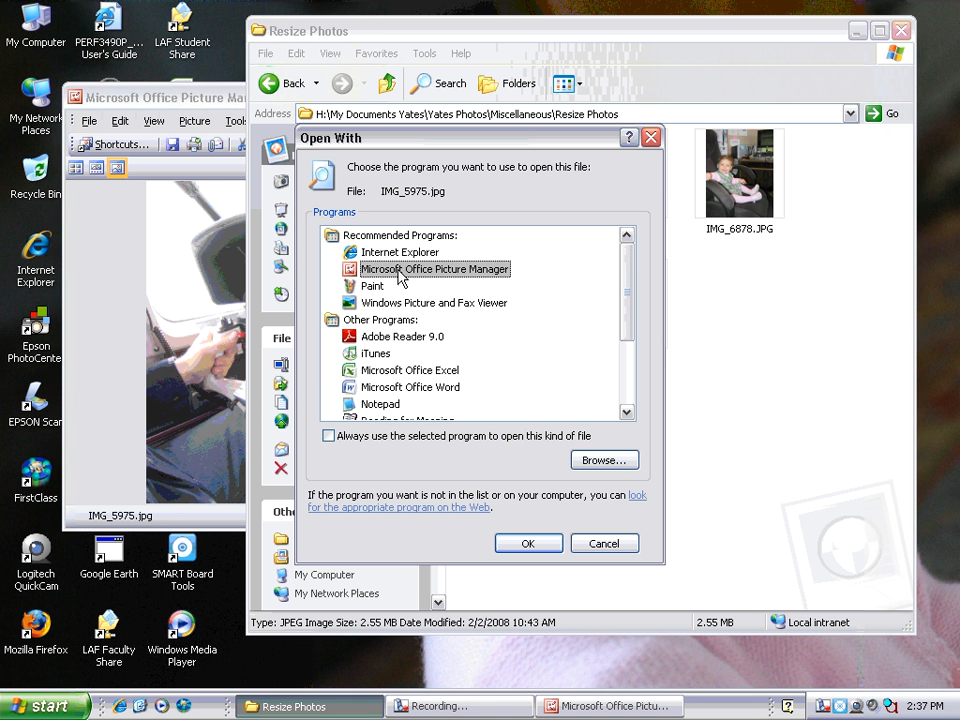 My Computer
PERF3490P_...
User's Guide
LAF Student
Share
My Network
Places
Recycle Bin
Internet
Explorer
Epson
PhotoCente
EPSON Scan
FirstClass
Logitech
QuickCam
Google Earth
SMART Board
Tools
Mozilla Firefox
LAF Faculty
Share
Windows Media
Player
Microsoft Office Picture Ma
File Edit View Picture Tools
Shortcuts...
IMG_5975.jpg
Resize Photos
File Edit View Favorites Tools Help
Back Search Folders
Address H:\My Documents Yates\Yates Photos\Miscellaneous\Resize Photos Go
IMG_6878.JPG
File
Othe
My Computer
My Network Places
Type: JPEG Image Size: 2.55 MB Date Modified: 2/2/2008 10:43 AM 2.55 MB Local intranet
Open With
Choose the program you want to use to open this file:
File: IMG_5975.jpg
Programs
Recommended Programs:
Internet Explorer
Microsoft Office Picture Manager
Paint
Windows Picture and Fax Viewer
Other Programs:
Adobe Reader 9.0
iTunes
Microsoft Office Excel
Microsoft Office Word
Notepad
Always use the selected program to open this kind of file
Browse...
If the program you want is not in the list or on your computer, you can look
for the appropriate program on the Web.
OK Cancel
start Resize Photos Recording... Microsoft Office Pictu... 2:37 PM